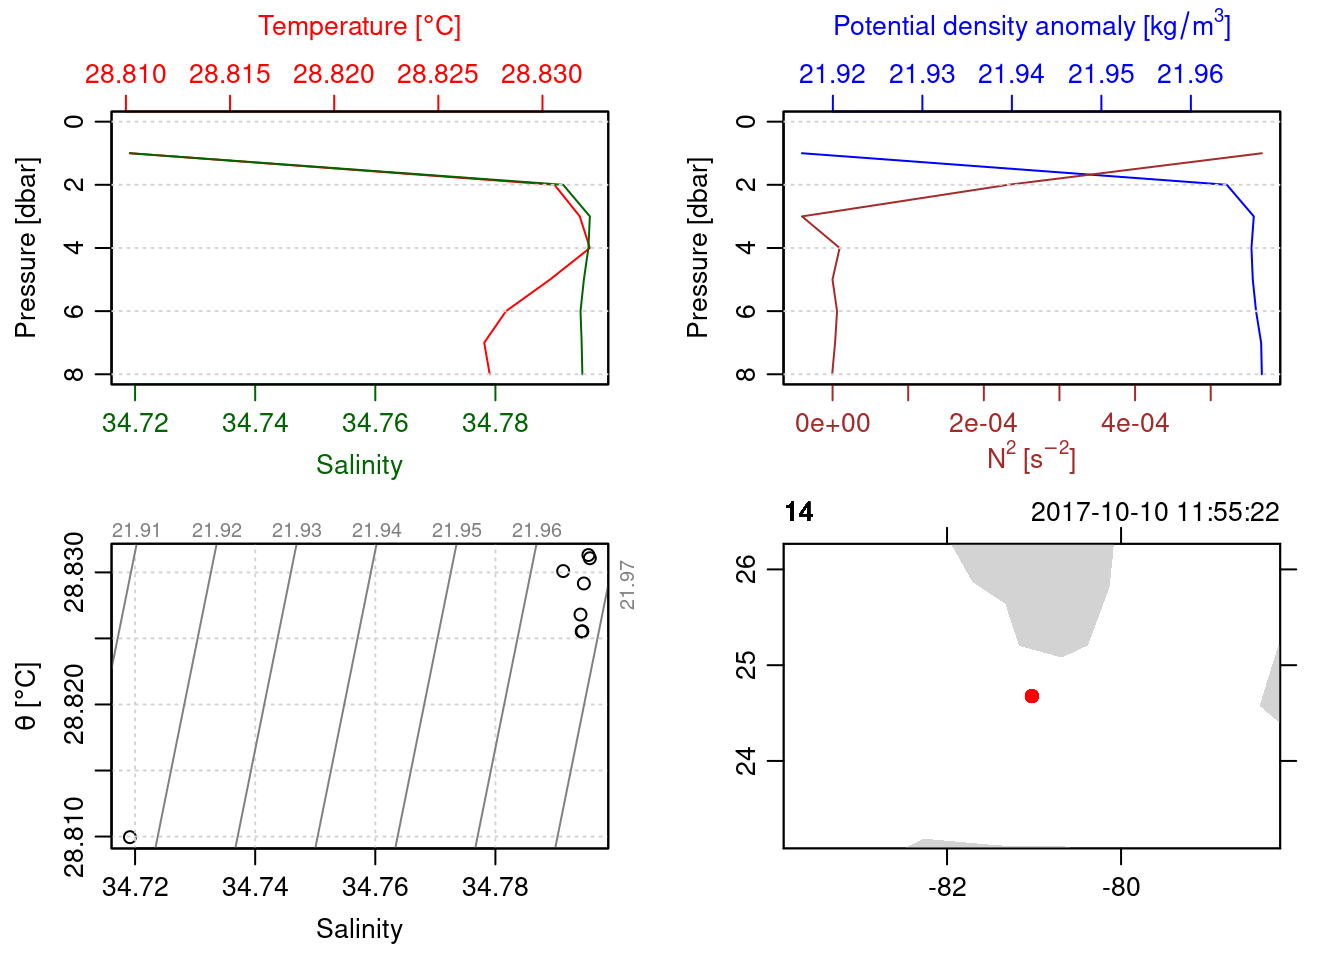 Temperature [°C]
28.810 28.815 28.820 28.825 28.830
0
2
4
6
8
Pressure [dbar]
34.72 34.74 34.76 34.78
Salinity
Potential density anomaly [kg/m³]
21.92 21.93 21.94 21.95 21.96
0
2
4
6
8
Pressure [dbar]
0e+00 2e-04 4e-04
N² [s⁻²]
21.91 21.92 21.93 21.94 21.95 21.96
21.97
28.830
28.820
28.810
θ [°C]
34.72 34.74 34.76 34.78
Salinity
14 2017-10-10 11:55:22
26
25
24
-82 -80